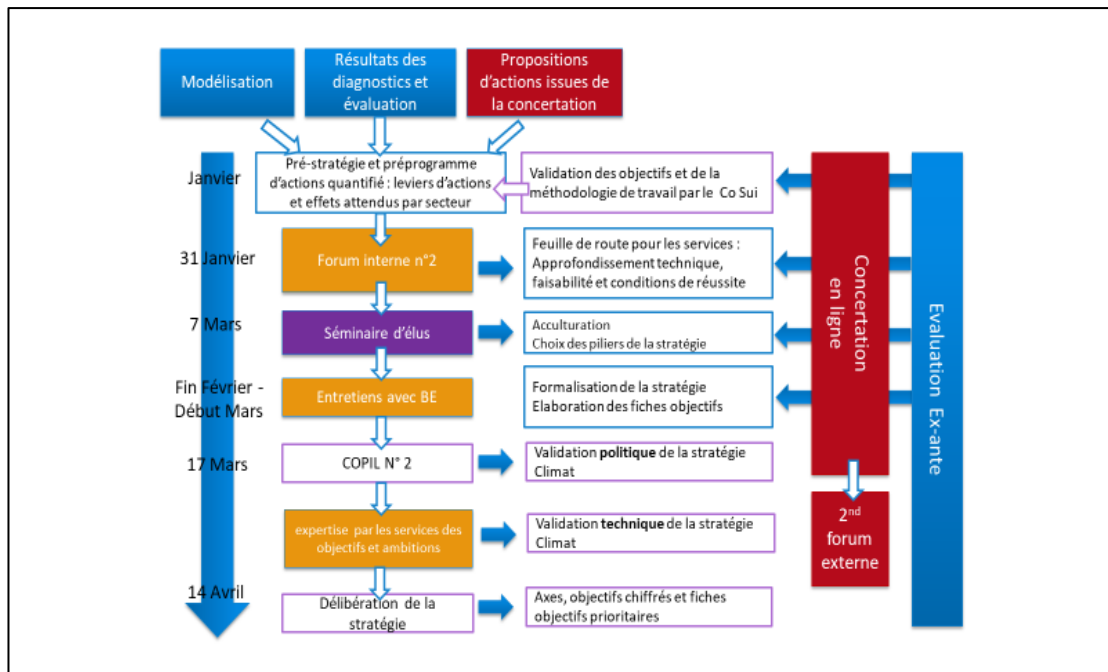 Modélisation
Résultats des
diagnostics et
évaluation
Propositions
d'actions issues de
la concertation
Janvier
Pré-stratégie et préprogramme
d'actions quantifié : leviers d'actions
et effets attendus par secteur
Validation des objectifs et de la
méthodologie de travail par le Co Sui
31 Janvier
Forum interne n°2
Feuille de route pour les services :
Approfondissement technique,
faisabilité et conditions de réussite
7 Mars
Séminaire d'élus
Acculturation
Choix des piliers de la stratégie
Fin Février -
Début Mars
Entretiens avec BE
Formalisation de la stratégie
Elaboration des fiches objectifs
17 Mars
COPIL N° 2
Validation politique de la stratégie
Climat
expertise par les services des
objectifs et ambitions
Validation technique de la stratégie
Climat
14 Avril
Délibération de la
stratégie
Axes, objectifs chiffrés et fiches
objectifs prioritaires
Concertation
en ligne
2nd
forum
externe
Evaluation Ex-ante